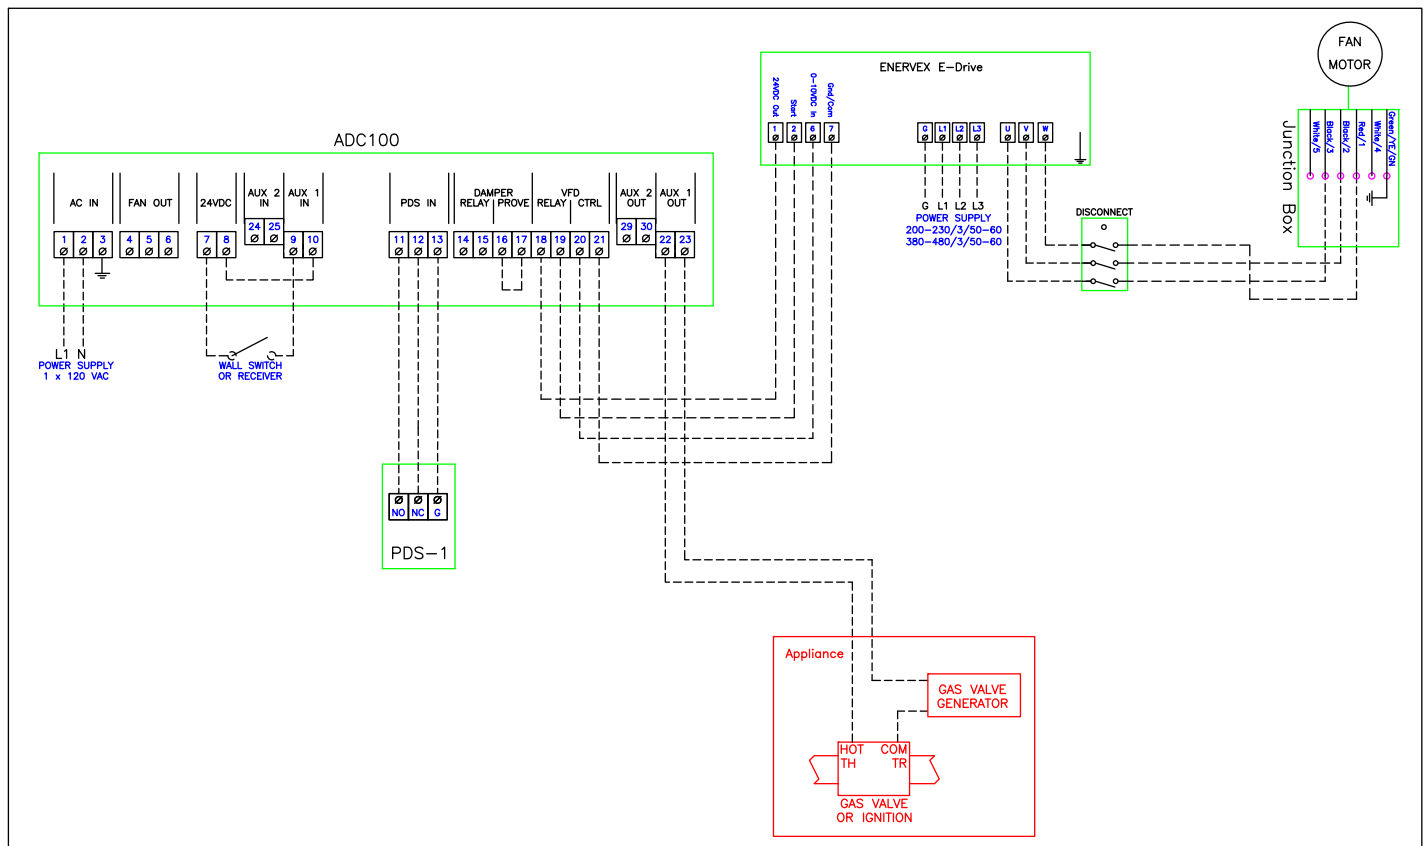 FAN
MOTOR
ENERVEX E-Drive
24VDC Out
Start
0-10VDC In
Gnd/Com
1 2 6 7
G L1 L2 L3
U V W
G L1 L2 L3
POWER SUPPLY
200-230/3/50-60
380-480/3/50-60
DISCONNECT
Junction Box
White/5
Black/3
Black/2
Red/1
White/4
Green/YE/GN
ADC100
AC IN
FAN OUT
24VDC
AUX 2
IN
AUX 1
IN
PDS IN
DAMPER
RELAY PROVE
VFD
RELAY CTRL
AUX 2
OUT
AUX 1
OUT
24 25
29 30
1 2 3 4 5 6 7 8 9 10 11 12 13 14 15 16 17 18 19 20 21 22 23
L1 N
POWER SUPPLY
1 x 120 VAC
WALL SWITCH
OR RECEIVER
NO NC G
PDS-1
Appliance
GAS VALVE
GENERATOR
HOT COM
TH TR
GAS VALVE
OR IGNITION